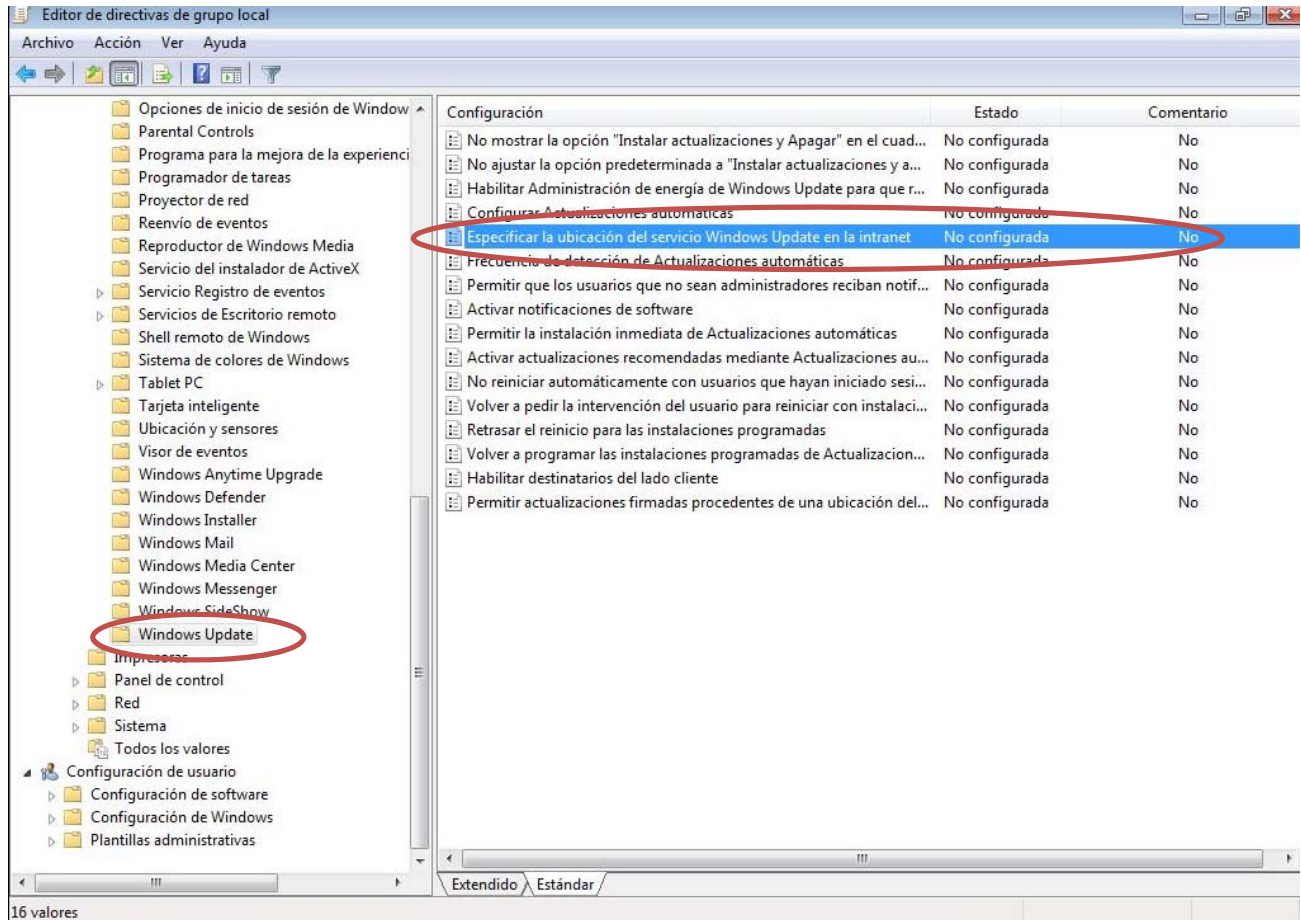 Editor de directivas de grupo local
Archivo Acción Ver Ayuda
Opciones de inicio de sesión de Window
Parental Controls
Programa para la mejora de la experienci
Programador de tareas
Proyector de red
Reenvío de eventos
Reproductor de Windows Media
Servicio del instalador de ActiveX
Servicio Registro de eventos
Servicios de Escritorio remoto
Shell remoto de Windows
Sistema de colores de Windows
Tablet PC
Tarjeta inteligente
Ubicación y sensores
Visor de eventos
Windows Anytime Upgrade
Windows Defender
Windows Installer
Windows Mail
Windows Media Center
Windows Messenger
Windows SideShow
Windows Update
Impresoras
Panel de control
Red
Sistema
Todos los valores
Configuración de usuario
Configuración de software
Configuración de Windows
Plantillas administrativas
Configuración Estado Comentario
No mostrar la opción "Instalar actualizaciones y Apagar" en el cuad... No configurada No
No ajustar la opción predeterminada a "Instalar actualizaciones y a... No configurada No
Habilitar Administración de energía de Windows Update para que r... No configurada No
Configurar Actualizaciones automáticas No configurada No
Especificar la ubicación del servicio Windows Update en la intranet No configurada No
Frecuencia de detección de Actualizaciones automáticas No configurada No
Permitir que los usuarios que no sean administradores reciban notif... No configurada No
Activar notificaciones de software No configurada No
Permitir la instalación inmediata de Actualizaciones automáticas No configurada No
Activar actualizaciones recomendadas mediante Actualizaciones au... No configurada No
No reiniciar automáticamente con usuarios que hayan iniciado sesi... No configurada No
Volver a pedir la intervención del usuario para reiniciar con instalaci... No configurada No
Retrasar el reinicio para las instalaciones programadas No configurada No
Volver a programar las instalaciones programadas de Actualizacion... No configurada No
Habilitar destinatarios del lado cliente No configurada No
Permitir actualizaciones firmadas procedentes de una ubicación del... No configurada No
Extendido Estándar
16 valores